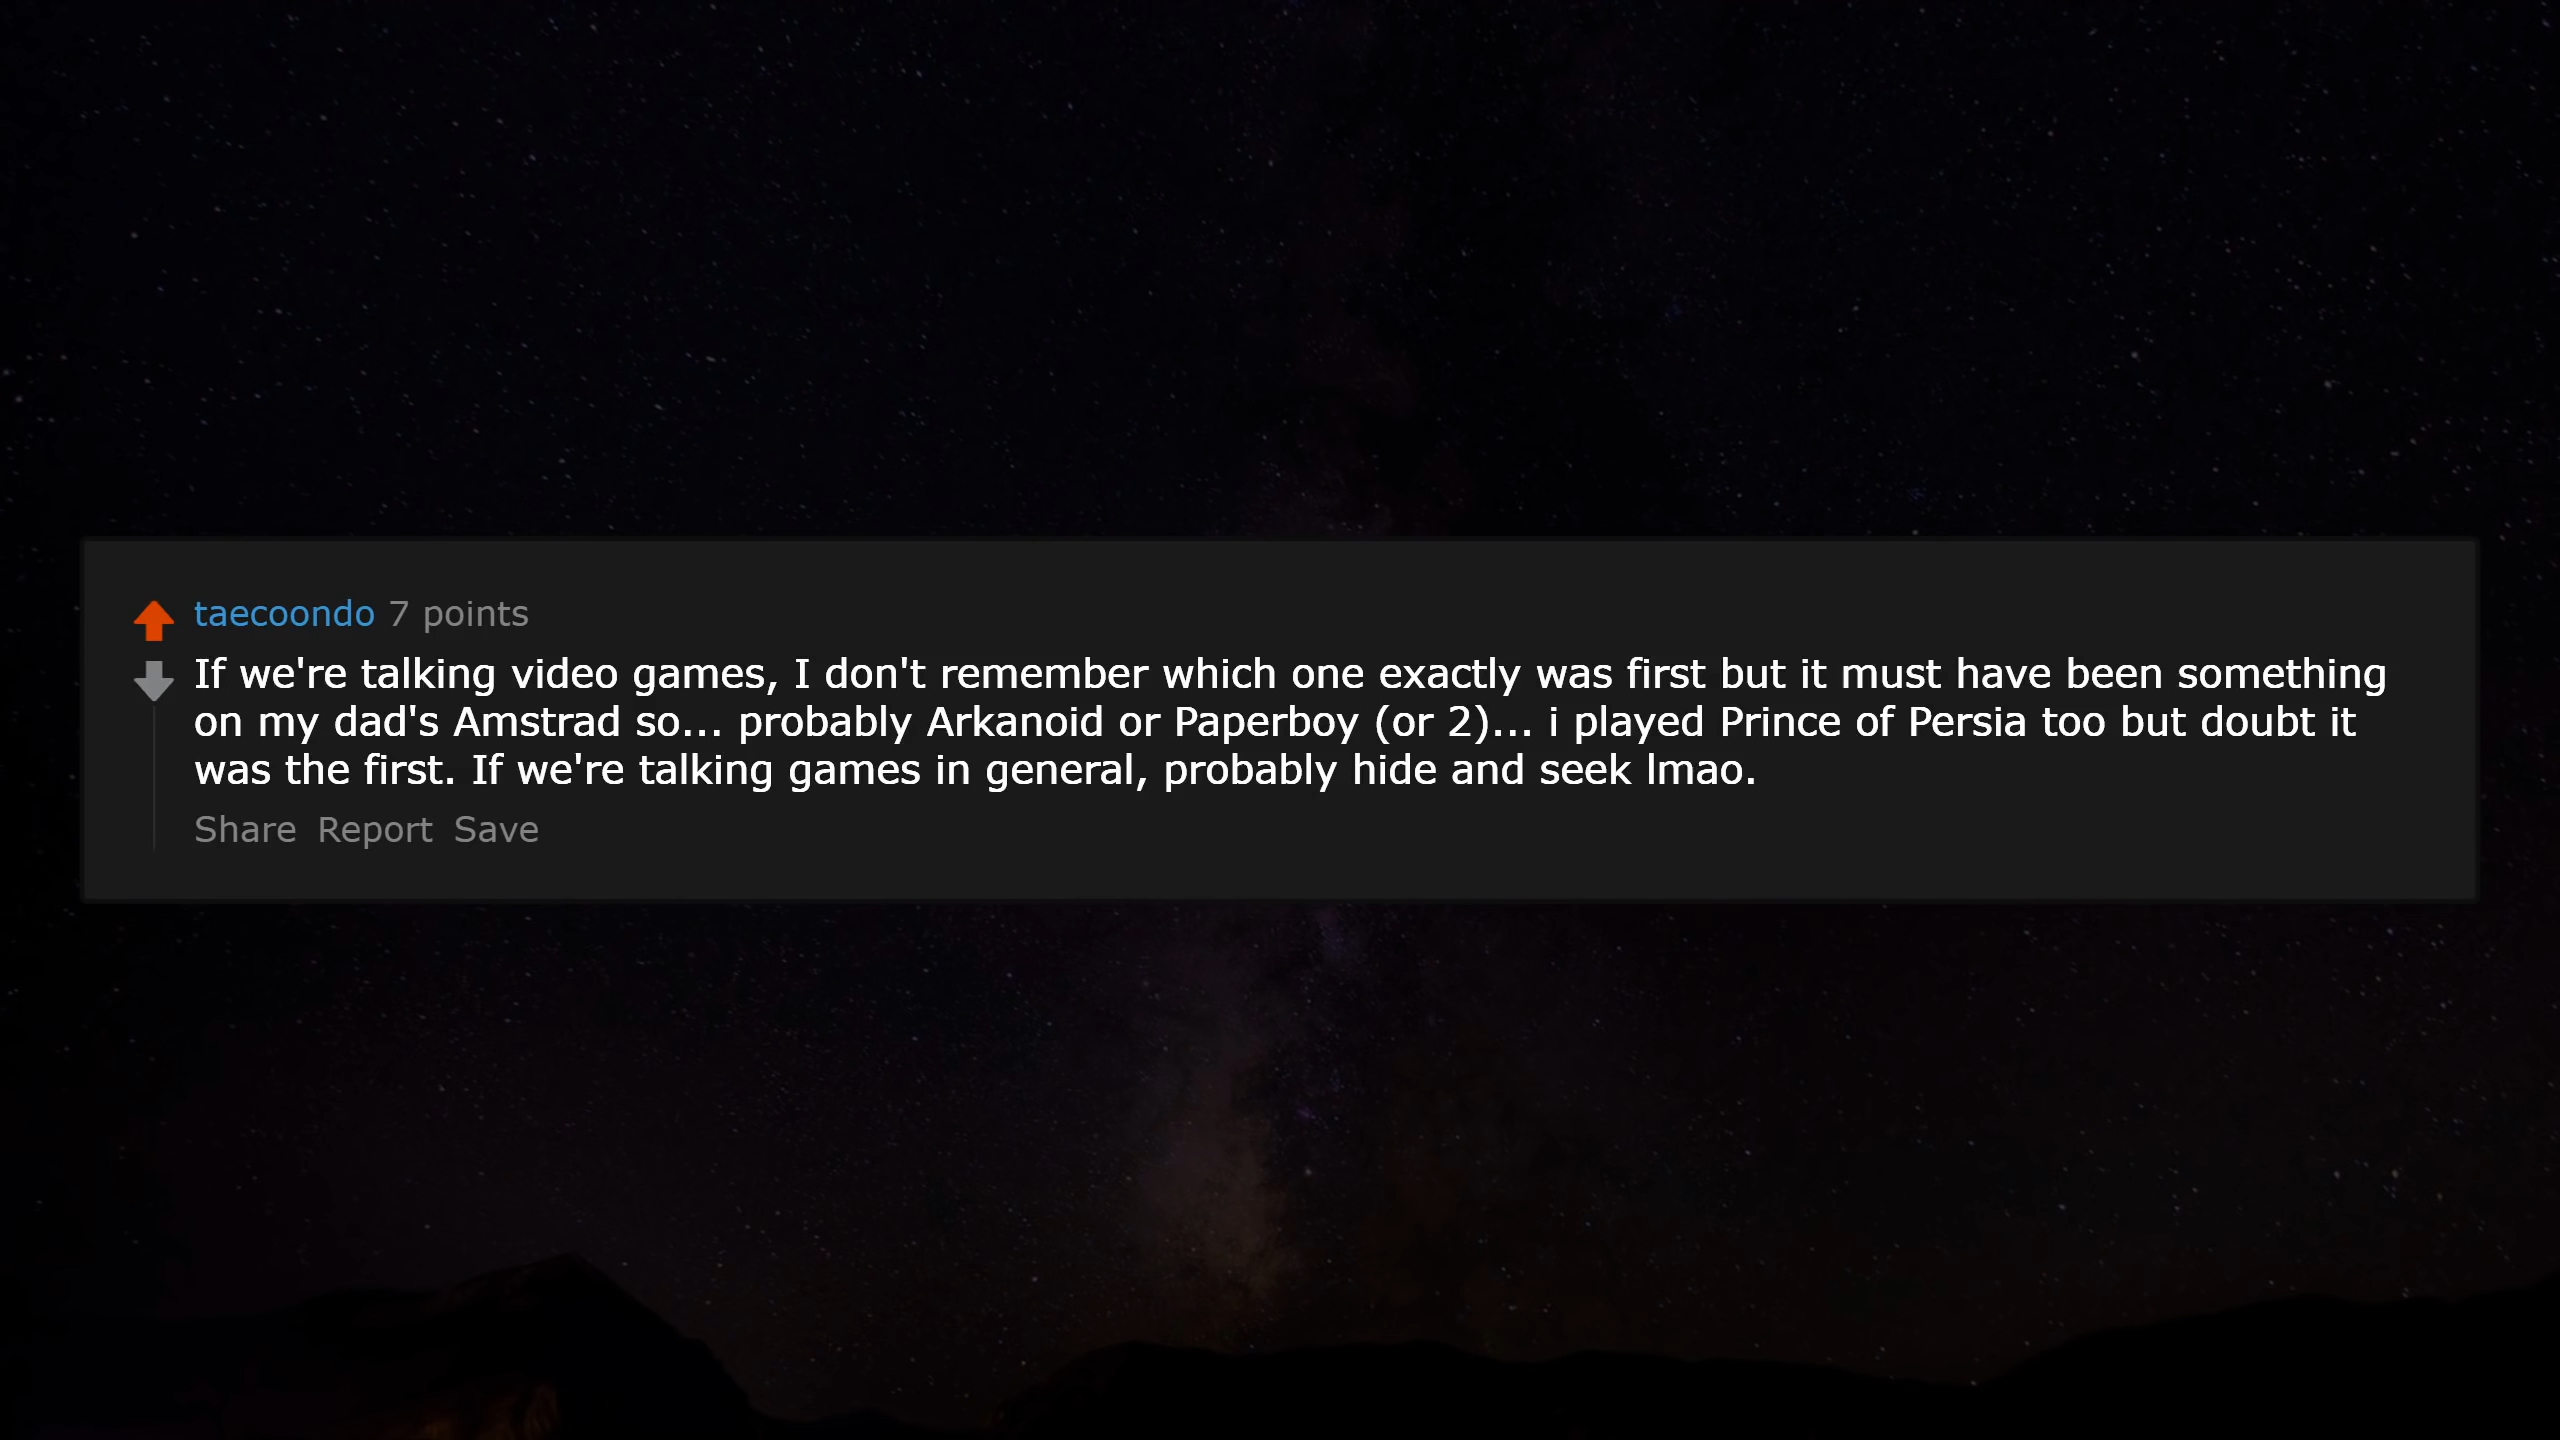 taecoondo 7 points
If we're talking video games, I don't remember which one exactly was first but it must have been something
on my dad's Amstrad so... probably Arkanoid or Paperboy (or 2)... i played Prince of Persia too but doubt it
was the first. If we're talking games in general, probably hide and seek lmao.
Share Report Save